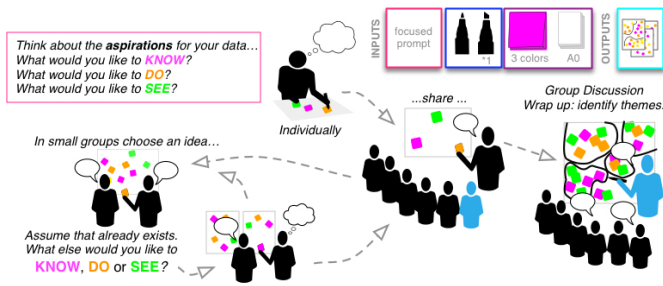 Think about the aspirations for your data…
What would you like to KNOW?
What would you like to DO?
What would you like to SEE?
INPUTS
focused
prompt
*1
3 colors
A0
OUTPUTS
Individually
...share ...
Group Discussion
Wrap up: identify themes.
In small groups choose an idea…
Assume that already exists.
What else would you like to
KNOW, DO or SEE?